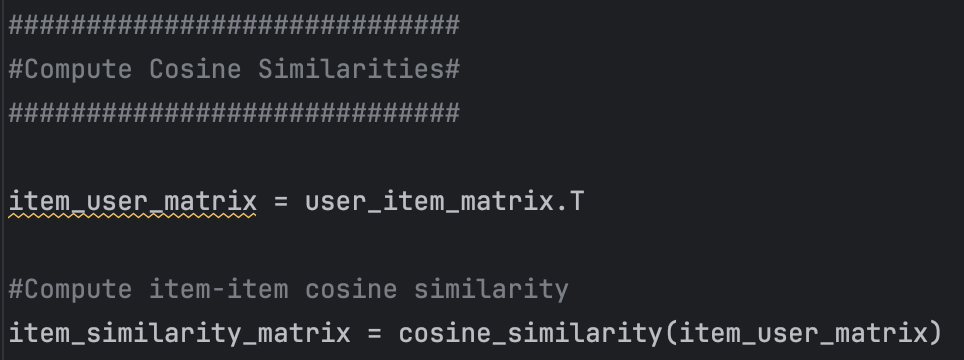 #############################
#Compute Cosine Similarities#
#############################
item_user_matrix = user_item_matrix.T
#Compute item-item cosine similarity
item_similarity_matrix = cosine_similarity(item_user_matrix)